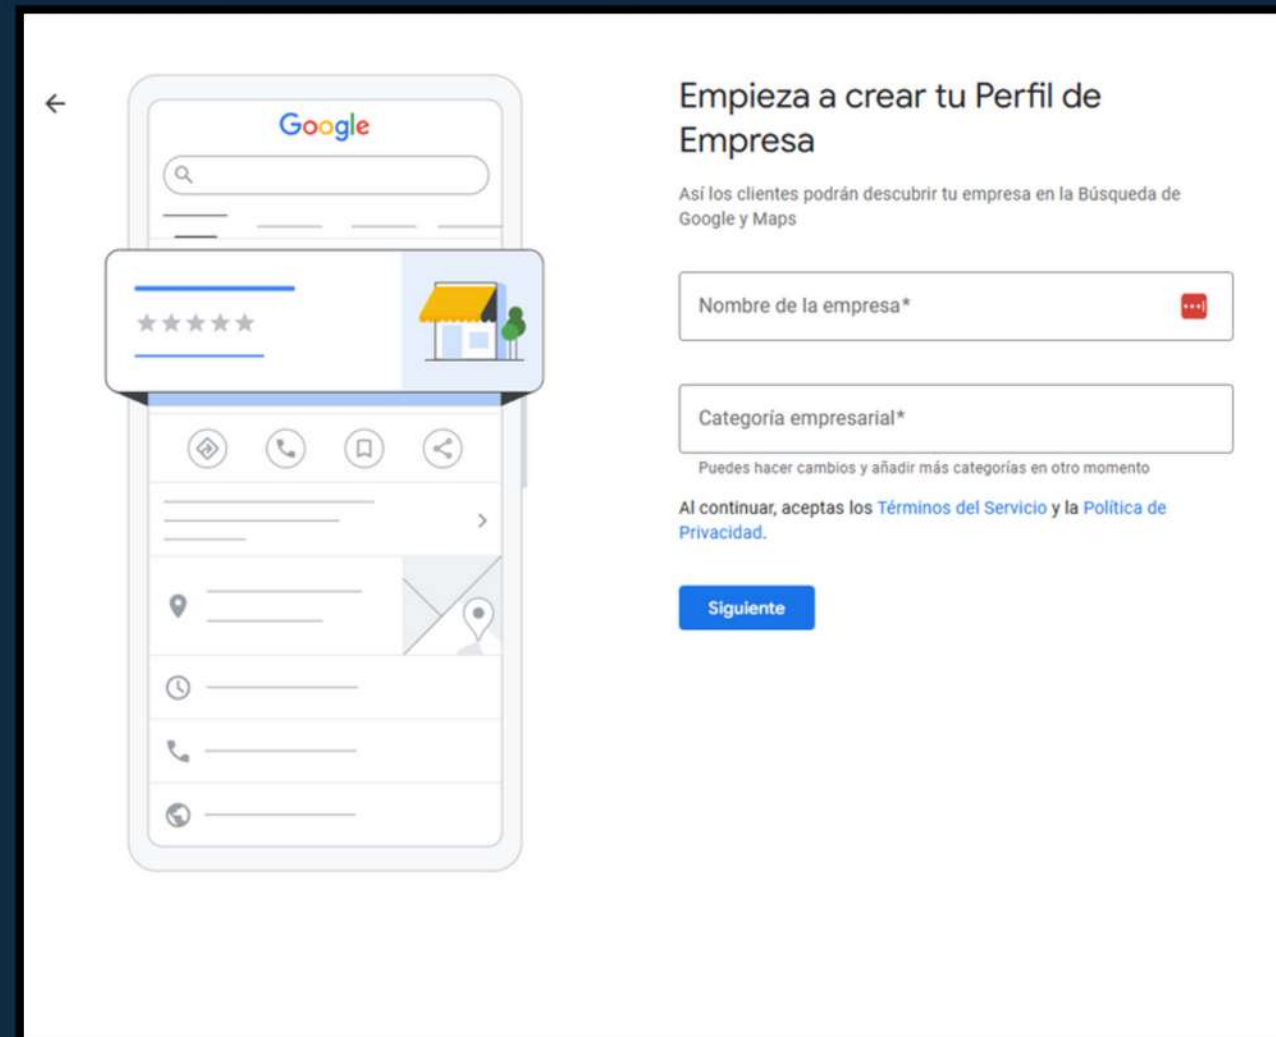 Google
Empieza a crear tu Perfil de
Empresa
Así los clientes podrán descubrir tu empresa en la Búsqueda de
Google y Maps
Nombre de la empresa*
Categoría empresarial*
Puedes hacer cambios y añadir más categorías en otro momento
Al continuar, aceptas los Términos del Servicio y la Política de
Privacidad.
Siguiente